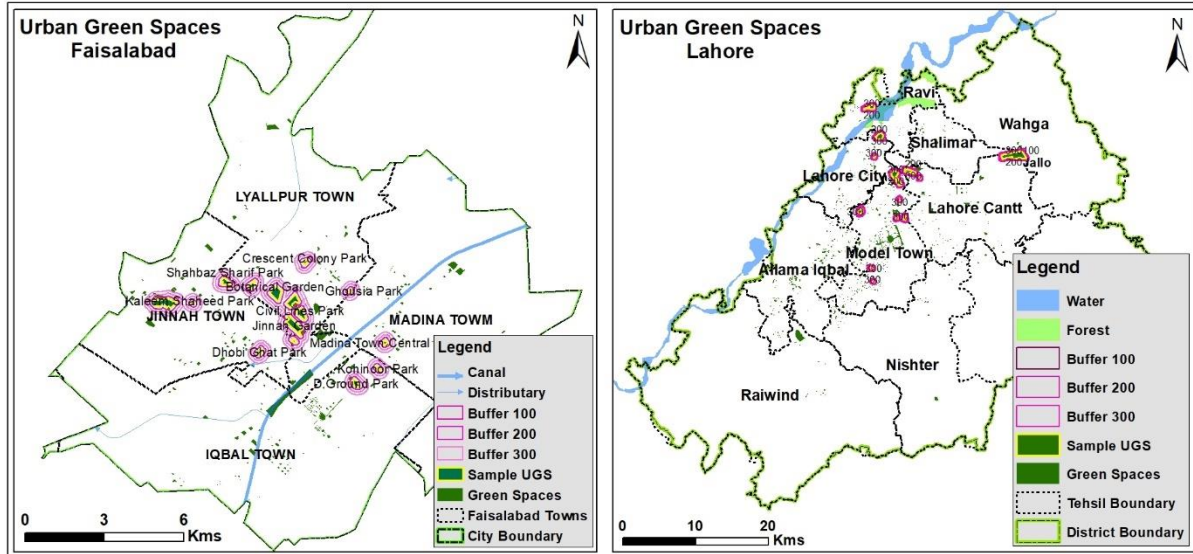 Urban Green Spaces
Faisalabad
N
LYALLPUR TOWN
Crescent Colony Park
Shahbaz Sharif Park
Botanical Garden
Ghousia Park
Kaleem Shaheed Park
JINNAH TOWN
Civil Lines Park
Jinnah Garden
MADINA TOWM
Madina Town Central
Dhobi Ghat Park
Kohinoor Park
D.Ground Park
IQBAL TOWN
Legend
Canal
Distributary
Buffer 100
Buffer 200
Buffer 300
Sample UGS
Green Spaces
Faisalabad Towns
City Boundary
0 3 6
Kms
Urban Green Spaces
Lahore
N
Ravi
300
200
Wahga
Shalimar
300 100
200 Jallo
Lahore City
Lahore Cantt
Model Town
Allama Iqbal
Nishter
Raiwind
Legend
Water
Forest
Buffer 100
Buffer 200
Buffer 300
Sample UGS
Green Spaces
Tehsil Boundary
District Boundary
0 10 20
Kms